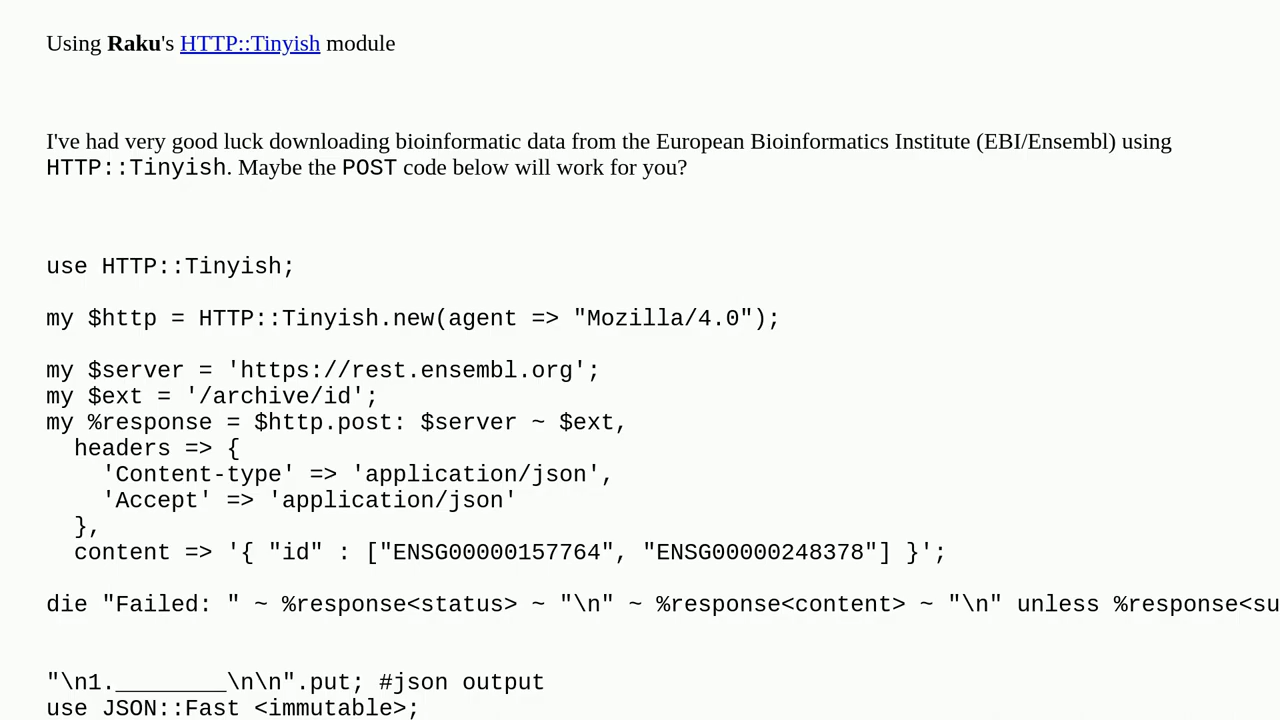 Using Raku's HTTP::Tinyish module
I've had very good luck downloading bioinformatic data from the European Bioinformatics Institute (EBI/Ensembl) using
HTTP::Tinyish. Maybe the POST code below will work for you?
use HTTP::Tinyish;
my $http = HTTP::Tinyish.new(agent => "Mozilla/4.0");
my $server = 'https://rest.ensembl.org';
my $ext = '/archive/id';
my %response = $http.post: $server ~ $ext,
  headers => {
    'Content-type' => 'application/json',
    'Accept' => 'application/json'
  },
  content => '{ "id" : ["ENSG00000157764", "ENSG00000248378"] }';
die "Failed: " ~ %response<status> ~ "\n" ~ %response<content> ~ "\n" unless %response<su
"\n1.________\n\n".put; #json output
use JSON::Fast <immutable>;